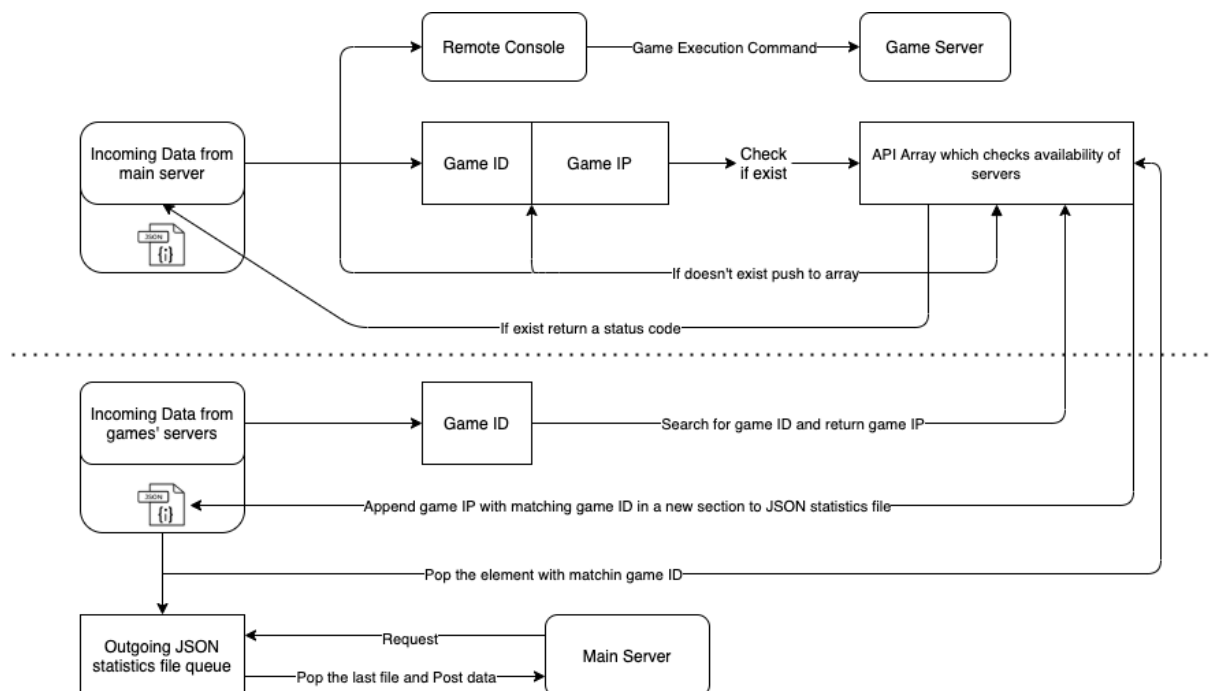 Remote Console
Game Execution Command
Game Server
Incoming Data from
main server
JSON
{i}
Game ID
Game IP
Check
if exist
API Array which checks availability of
servers
If doesn't exist push to array
If exist return a status code
Incoming Data from
games' servers
JSON
{i}
Game ID
Search for game ID and return game IP
Append game IP with matching game ID in a new section to JSON statistics file
Pop the element with matchin game ID
Outgoing JSON
statistics file queue
Request
Pop the last file and Post data
Main Server